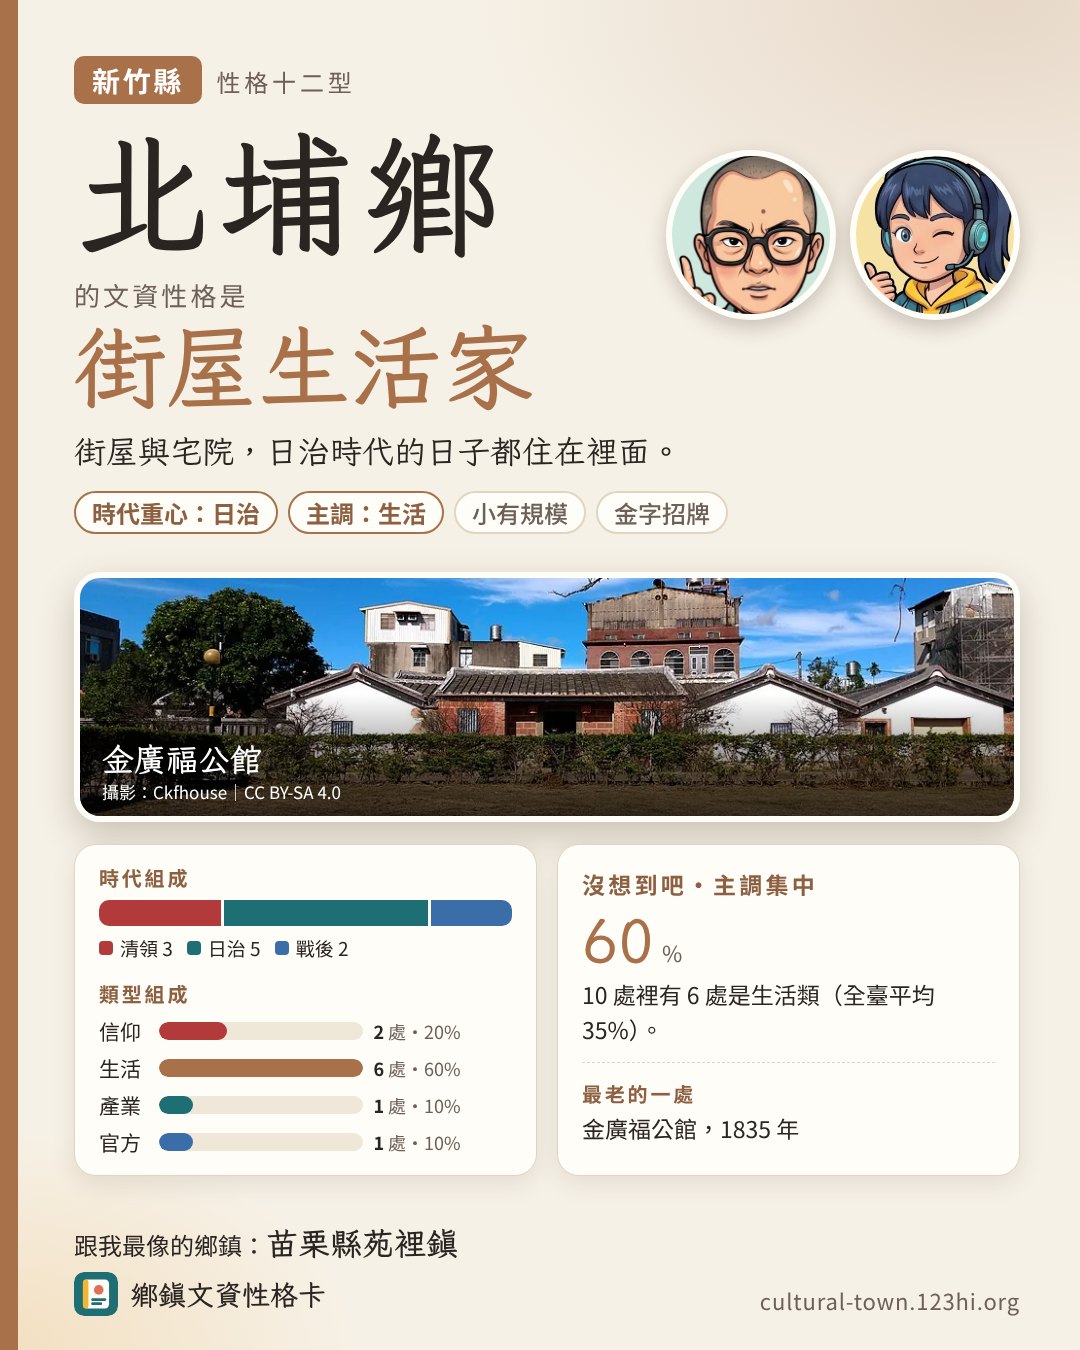 新竹縣 性格十二型
北埔鄉
的文資性格是
街屋生活家
街屋與宅院，日治時代的日子都住在裡面。
時代重心：日治 主調：生活 小有規模 金字招牌
金廣福公館
攝影：Ckfhouse｜CC BY-SA 4.0
時代組成
清領 3 日治 5 戰後 2
類型組成
信仰 2 處・20%
生活 6 處・60%
產業 1 處・10%
官方 1 處・10%
沒想到吧・主調集中
60 %
10 處裡有 6 處是生活類（全臺平均
35%）。
最老的一處
金廣福公館，1835 年
跟我最像的鄉鎮：苗栗縣苑裡鎮
鄉鎮文資性格卡
cultural-town.123hi.org